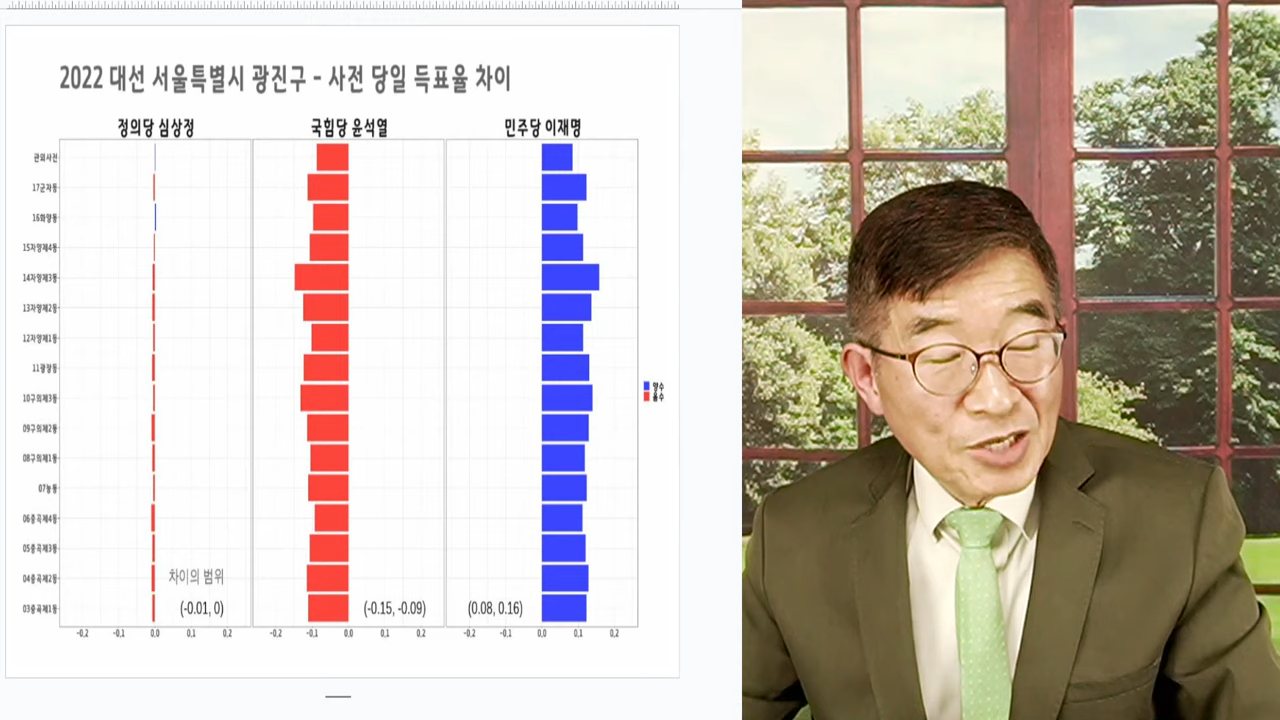 2022 대선 서울특별시 광진구 - 사전 당일 득표율 차이
정의당 심상정
국힘당 윤석열
민주당 이재명
관외사전
17군자동
16화양동
15자양제4동
14자양제3동
13자양제2동
12자양제1동
11광장동
10구의제3동
09구의제2동
08구의제1동
07능동
06중곡제4동
05중곡제3동
04중곡제2동
03중곡제1동
차이의 범위
(-0.01, 0)
(-0.15, -0.09)
(0.08, 0.16)
-0.2 -0.1 0.0 0.1 0.2
-0.2 -0.1 0.0 0.1 0.2
-0.2 -0.1 0.0 0.1 0.2
양수
음수